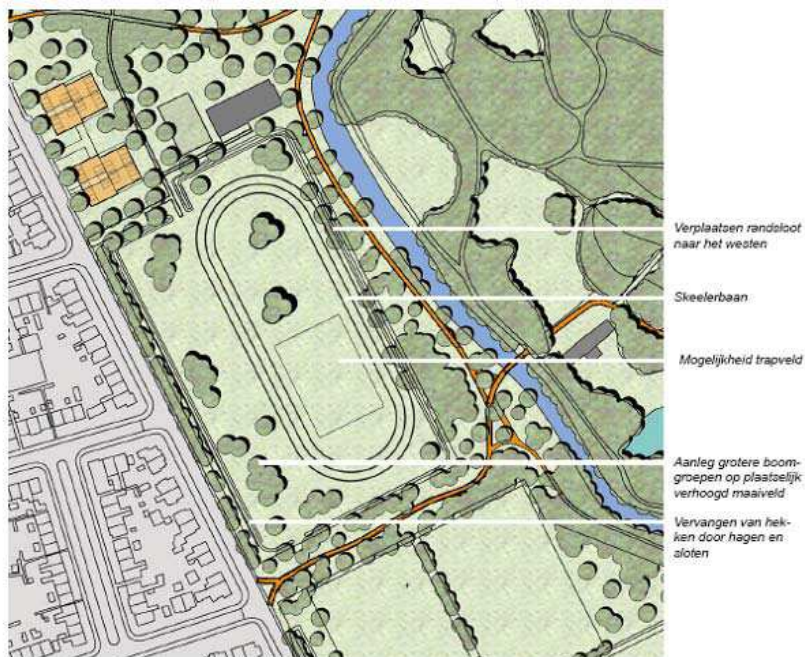 Verplaatsen randsloot
naar het westen
Skeelerbaan
Mogelijkheid trapveld
Aanleg grotere boom-
groepen op plaatselijk
verhoogd maaiveld
Vervangen van hek-
ken door hagen en
sloten